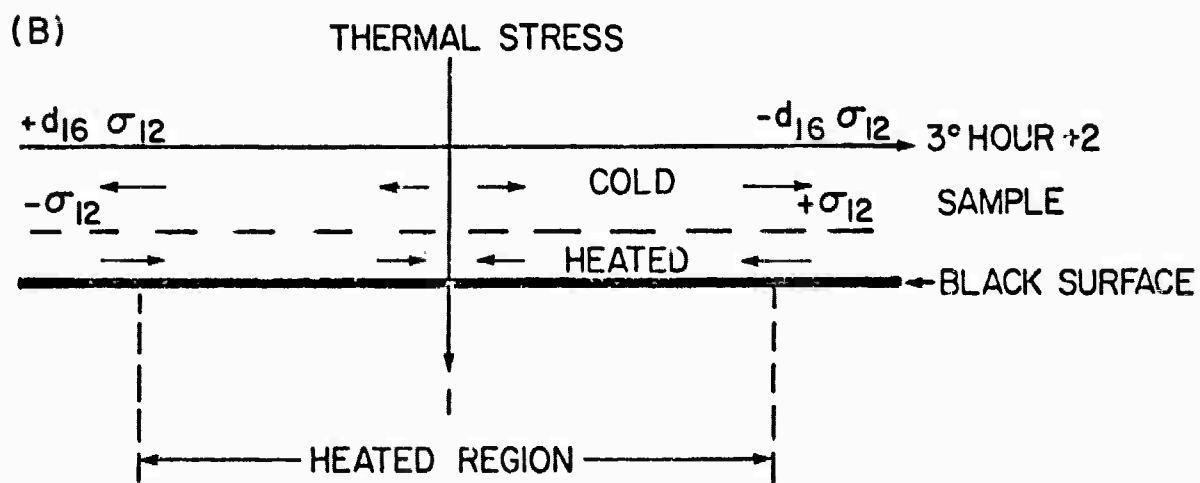 (B)
THERMAL STRESS
+d₁₆ σ₁₂
-d₁₆ σ₁₂
3° HOUR +2
COLD
-σ₁₂
+σ₁₂
SAMPLE
HEATED
BLACK SURFACE
HEATED REGION